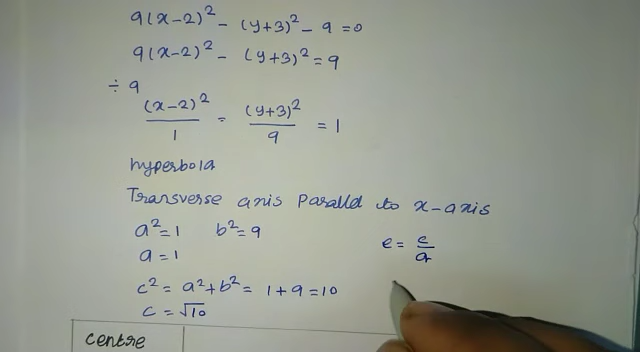 9(x-2)² - (y+3)² - 9 = 0
9(x-2)² - (y+3)² = 9
÷ 9
(x-2)²/1 - (y+3)²/9 = 1
hyperbola
Transverse axis Parallel to x-axis
a²=1 b²=9
a=1 e = c/a
c² = a²+b² = 1+9=10
c = √10
centre